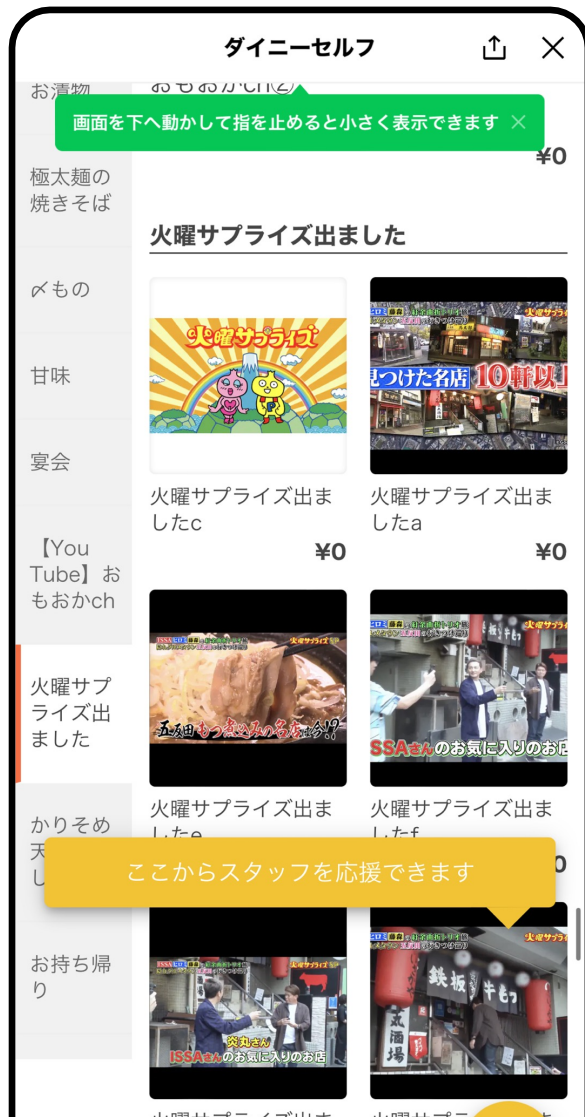 ダイニーセルフ
お漬物
おもおかch②
画面を下へ動かして指を止めると小さく表示できます
¥0
極太麺の
焼きそば
〆もの
甘味
宴会
【You
Tube】お
もおかch
火曜サプ
ライズ出
ました
かりそめ
天
し
お持ち帰
り
火曜サプライズ出ました
火曜サプライズ
火曜サプライズ出ま
したc
¥0
見つけた名店10軒以上
火曜サプライズ出ま
したa
¥0
五反田もつ煮込みの名店は今!?
火曜サプライズ出ま
したe
ISSAさんのお気に入りのお店
火曜サプライズ出ま
したf
0
ここからスタッフを応援できます
炎丸さん
ISSAさんのお気に入りのお店
火曜サプライズ出ま
鉄板
牛もつ
炎丸酒場
火曜サプライズ出ま